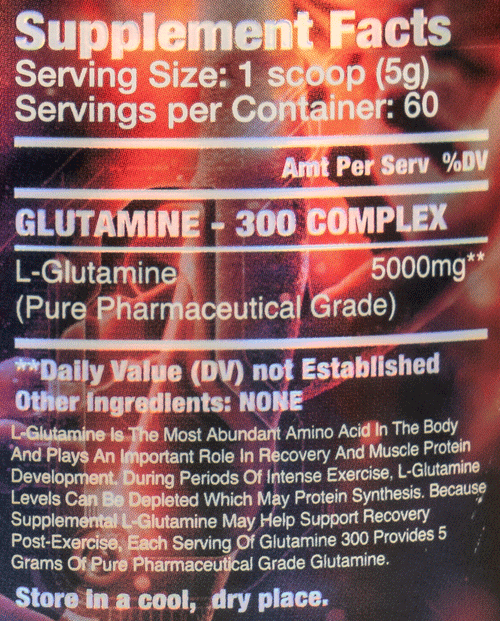 Supplement Facts
Serving Size: 1 scoop (5g)
Servings per Container: 60
Amt Per Serv %DV
GLUTAMINE - 300 COMPLEX
L-Glutamine 5000mg**
(Pure Pharmaceutical Grade)
**Daily Value (DV) not Established
Other Ingredients: NONE
L-Glutamine Is The Most Abundant Amino Acid In The Body
And Plays An Important Role In Recovery And Muscle Protein
Development. During Periods Of Intense Exercise, L-Glutamine
Levels Can Be Depleted Which May Protein Synthesis. Because
Supplemental L-Glutamine May Help Support Recovery
Post-Exercise, Each Serving Of Glutamine 300 Provides 5
Grams Of Pure Pharmaceutical Grade Glutamine.
Store in a cool, dry place.